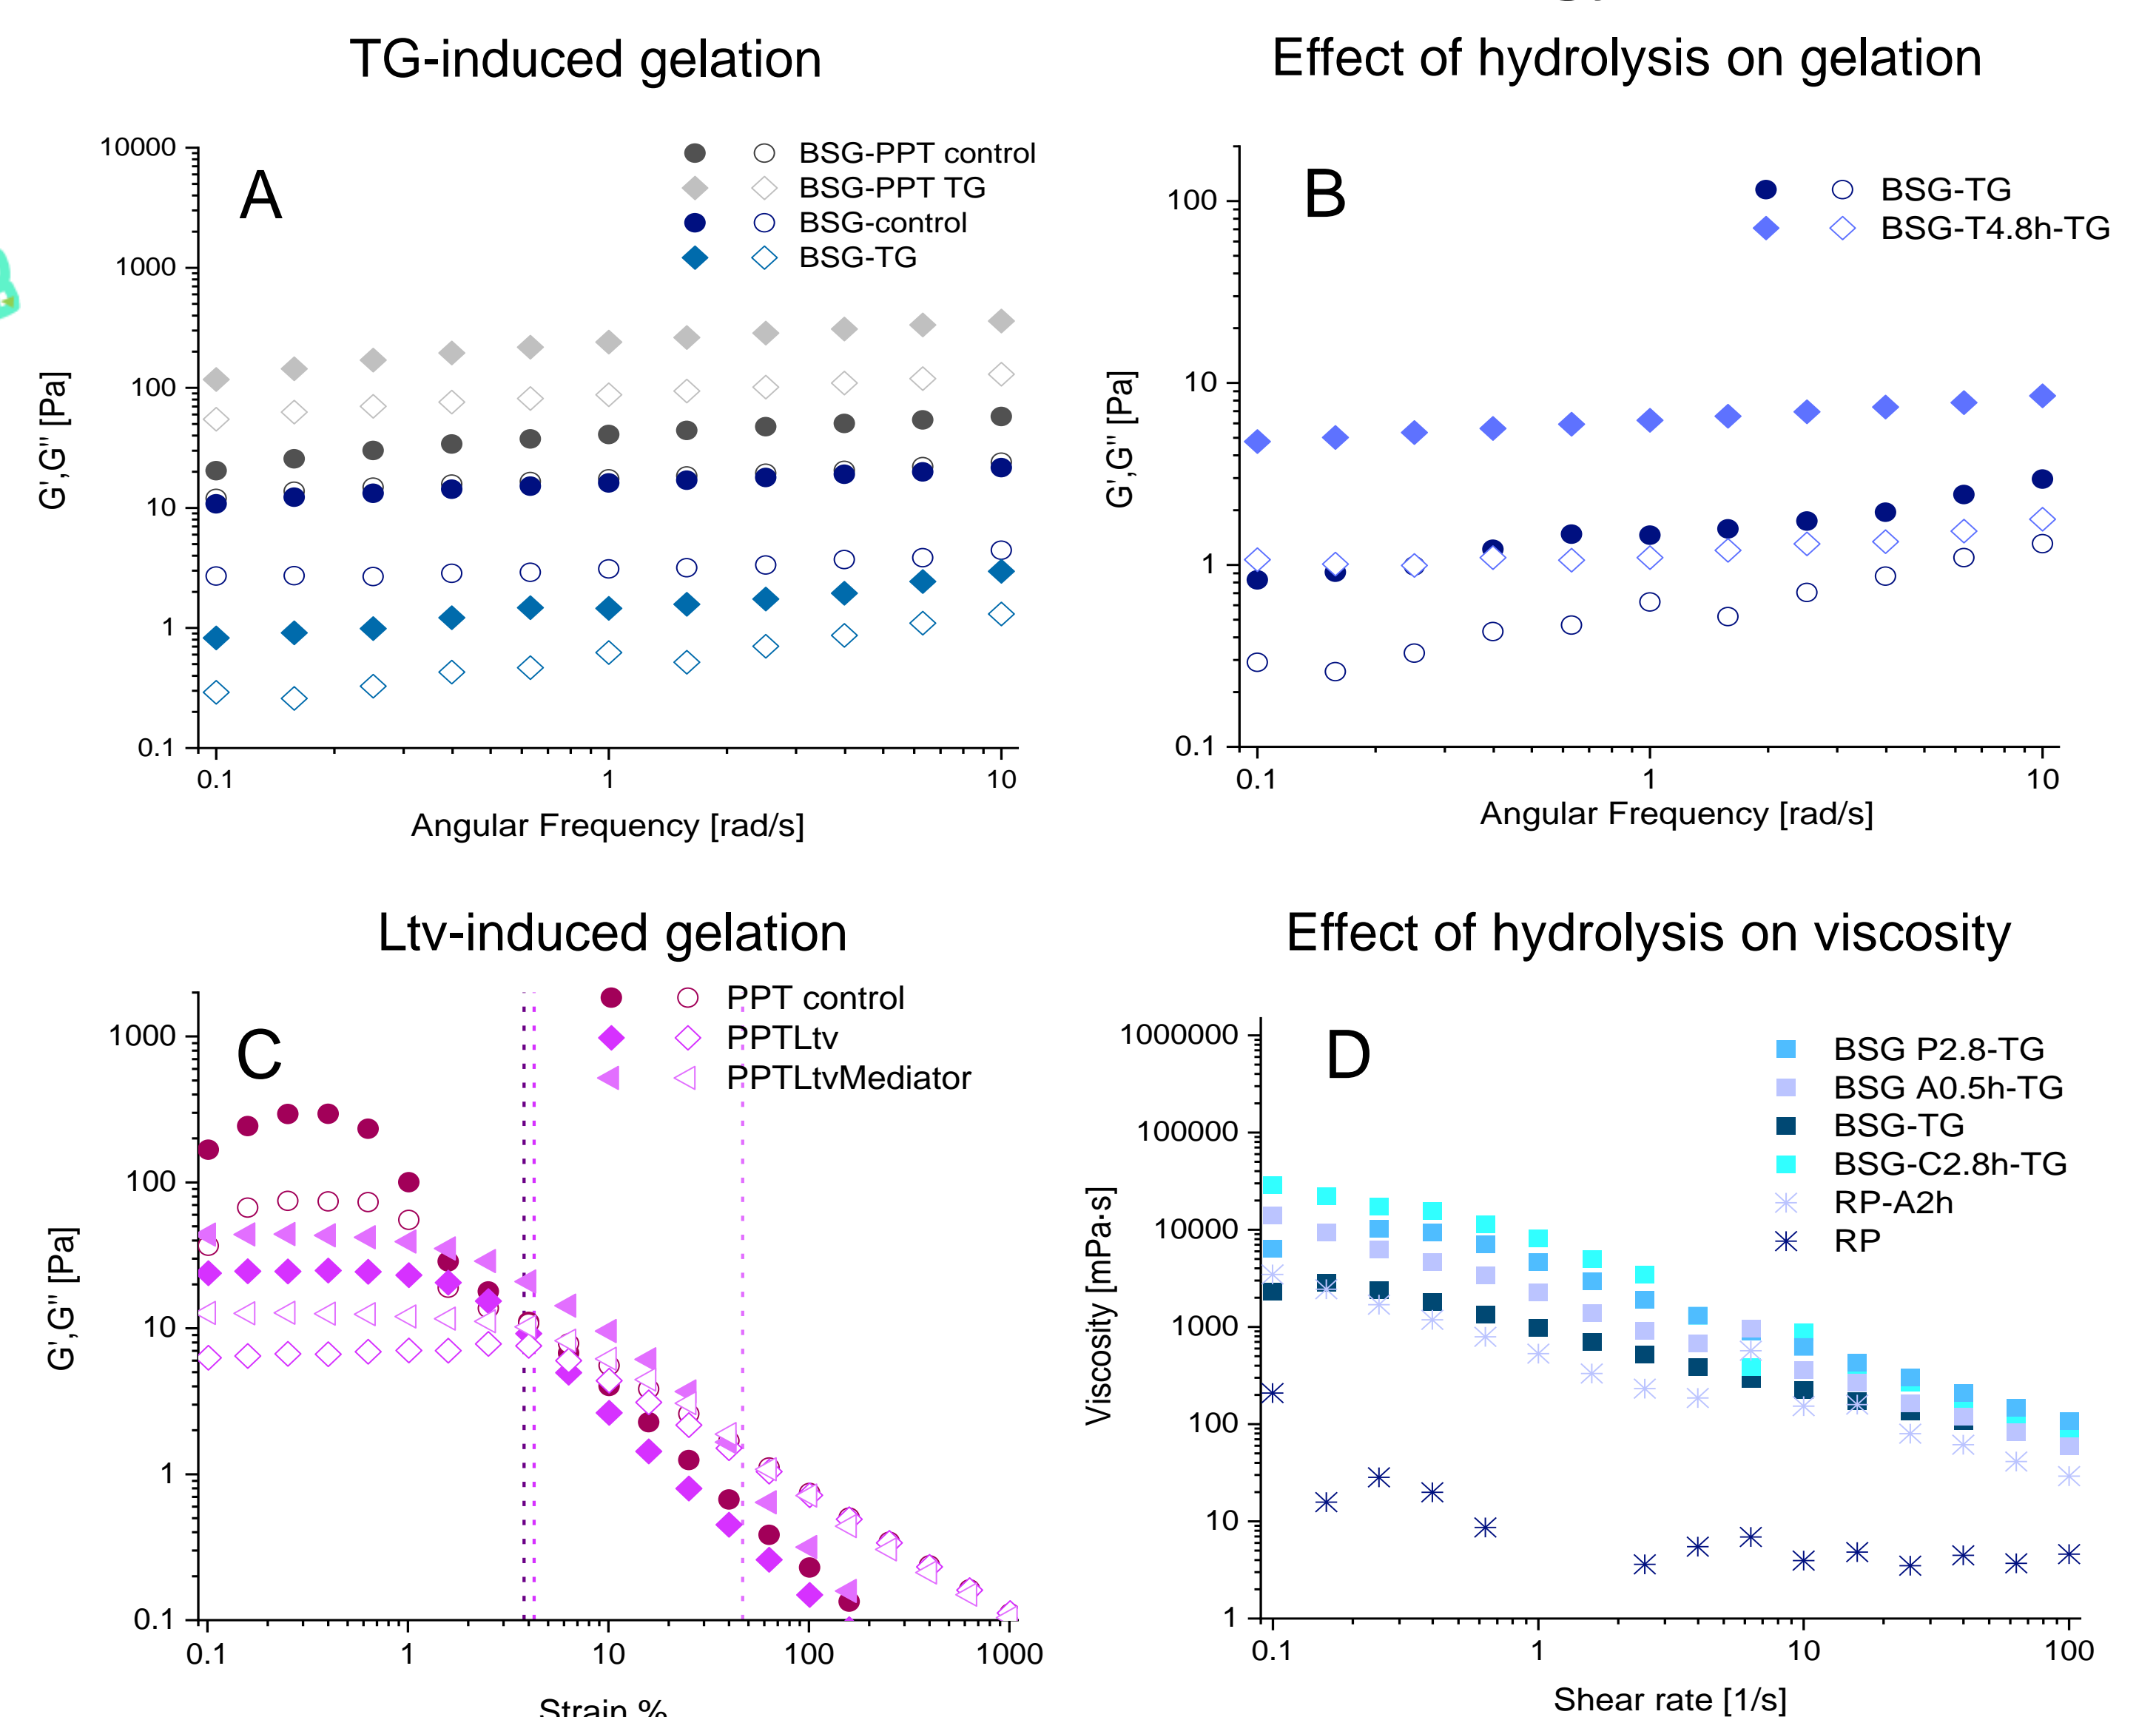 TG-induced gelation
Effect of hydrolysis on gelation
A
BSG-PPT control
BSG-PPT TG
BSG-control
BSG-TG
10000
1000
100
10
1
0.1
G',G'' [Pa]
0.1
1
10
Angular Frequency [rad/s]
B
BSG-TG
BSG-T4.8h-TG
100
10
1
0.1
G',G'' [Pa]
0.1
1
10
Angular Frequency [rad/s]
Ltv-induced gelation
Effect of hydrolysis on viscosity
C
PPT control
PPTLtv
PPTLtvMediator
1000
100
10
1
0.1
G',G'' [Pa]
0.1
1
10
100
1000
Strain %
D
BSG P2.8-TG
BSG A0.5h-TG
BSG-TG
BSG-C2.8h-TG
RP-A2h
RP
1000000
100000
10000
1000
100
10
1
Viscosity [mPa·s]
0.1
1
10
100
Shear rate [1/s]